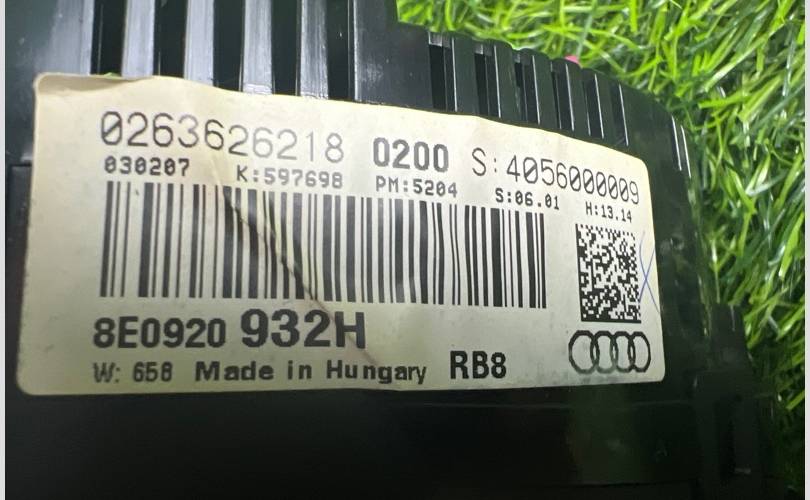 0263626218 0200 S:4056000009
030207 K:597698 PM:5204 S:06.01 H:13.14
8E0920 932H
W: 658 Made in Hungary RB8